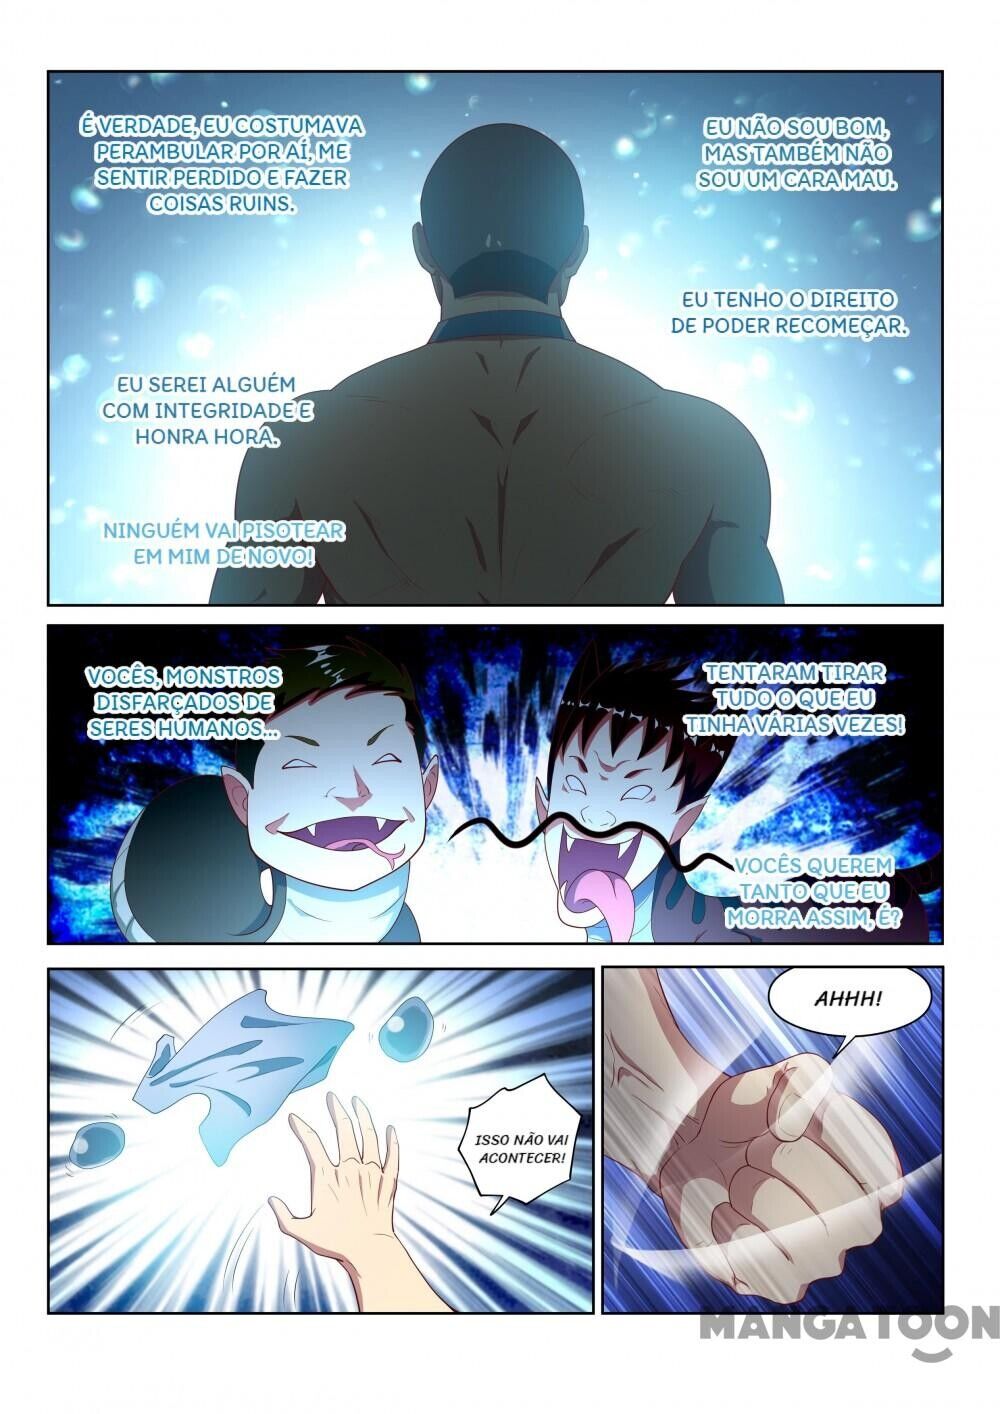 É VERDADE, EU COSTUMAVA
PERAMBULAR POR AÍ, ME
SENTIR PERDIDO E FAZER
COISAS RUINS.
EU NÃO SOU BOM,
MAS TAMBÉM NÃO
SOU UM CARA MAU.
EU TENHO O DIREITO
DE PODER RECOMEÇAR.
EU SEREI ALGUÉM
COM INTEGRIDADE E
HONRA HORA.
NINGUÉM VAI PISOTEAR
EM MIM DE NOVO!
VOCÊS, MONSTROS
DISFARÇADOS DE
SERES HUMANOS...
TENTARAM TIRAR
TUDO O QUE EU
TINHA VÁRIAS VEZES!
VOCÊS QUEREM
TANTO QUE EU
MORRA ASSIM, É?
ISSO NÃO VAI
ACONTECER!
AHHH!
MANGATOON